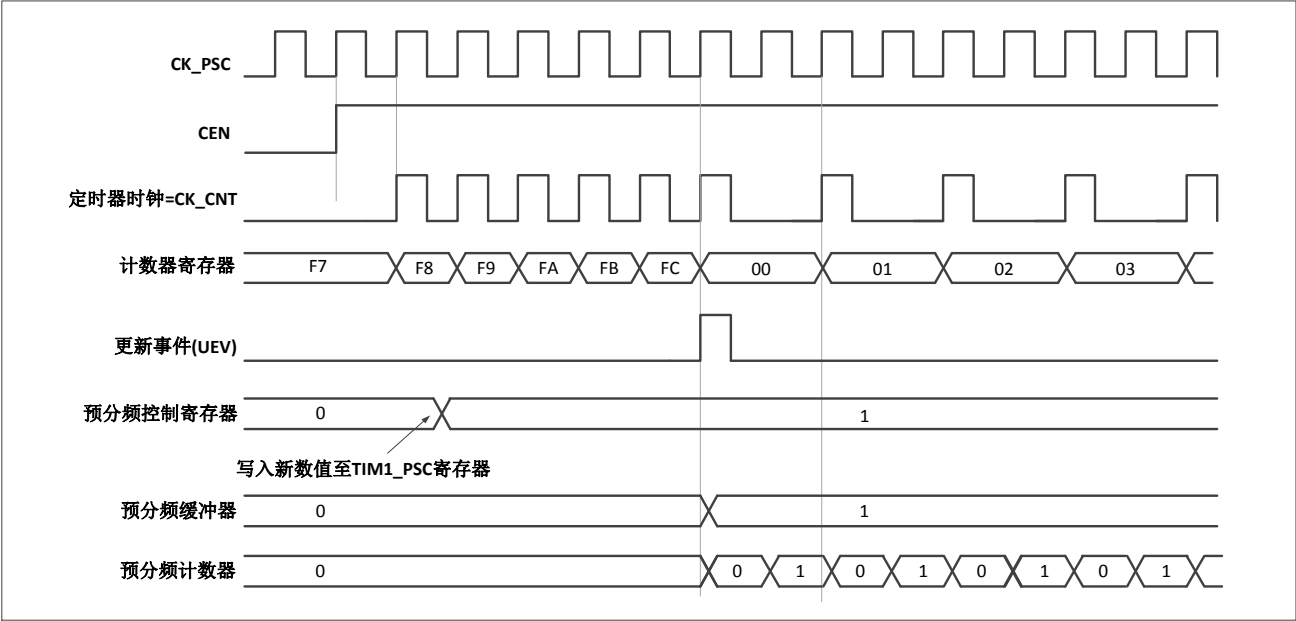 CK_PSC
CEN
定时器时钟=CK_CNT
计数器寄存器 F7 F8 F9 FA FB FC 00 01 02 03
更新事件(UEV)
预分频控制寄存器 0 1
写入新数值至TIM1_PSC寄存器
预分频缓冲器 0 1
预分频计数器 0 0 1 0 1 0 1 0 1